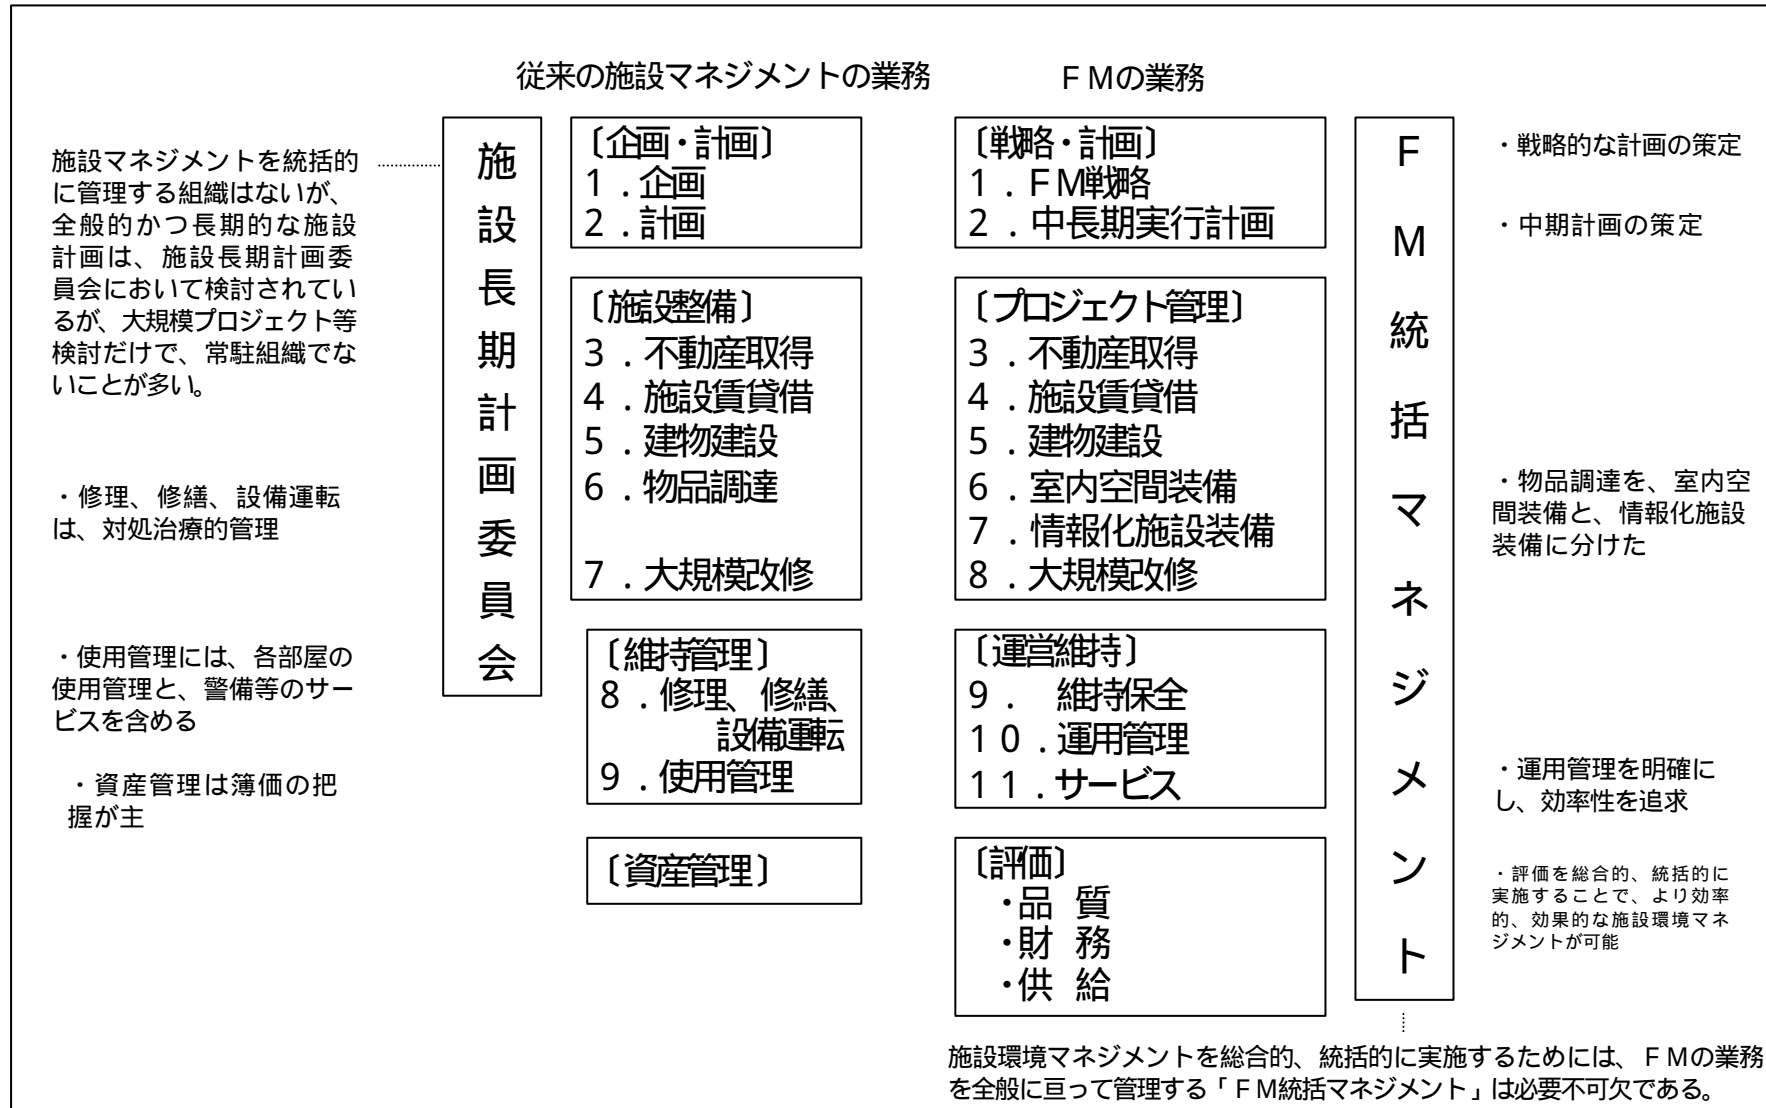 従来の施設マネジメントの業務
ＦＭの業務
施設マネジメントを統括的
に管理する組織はないが、
全般的かつ長期的な施設
計画は、施設長期計画委
員会において検討されてい
るが、大規模プロジェクト等
検討だけで、常駐組織でな
いことが多い。
・修理、修繕、設備運転
は、対処治療的管理
・使用管理には、各部屋の
使用管理と、警備等のサー
ビスを含める
・資産管理は簿価の把
握が主
施設長期計画委員会
〔企画・計画〕
１．企画
２．計画
〔施設整備〕
３．不動産取得
４．施設賃貸借
５．建物建設
６．物品調達
７．大規模改修
〔維持管理〕
８．修理、修繕、
設備運転
９．使用管理
〔資産管理〕
〔戦略・計画〕
１．ＦＭ戦略
２．中長期実行計画
〔プロジェクト管理〕
３．不動産取得
４．施設賃貸借
５．建物建設
６．室内空間装備
７．情報化施設装備
８．大規模改修
〔運営維持〕
９．　維持保全
１０．運用管理
１１．サービス
〔評価〕
・品　質
・財　務
・供　給
ＦＭ統括マネジメント
・戦略的な計画の策定
・中期計画の策定
・物品調達を、室内空
間装備と、情報化施設
装備に分けた
・運用管理を明確に
し、効率性を追求
・評価を総合的、統括的に
実施することで、より効率
的、効果的な施設環境マネ
ジメントが可能
施設環境マネジメントを総合的、統括的に実施するためには、ＦＭの業務
を全般に亘って管理する「ＦＭ統括マネジメント」は必要不可欠である。